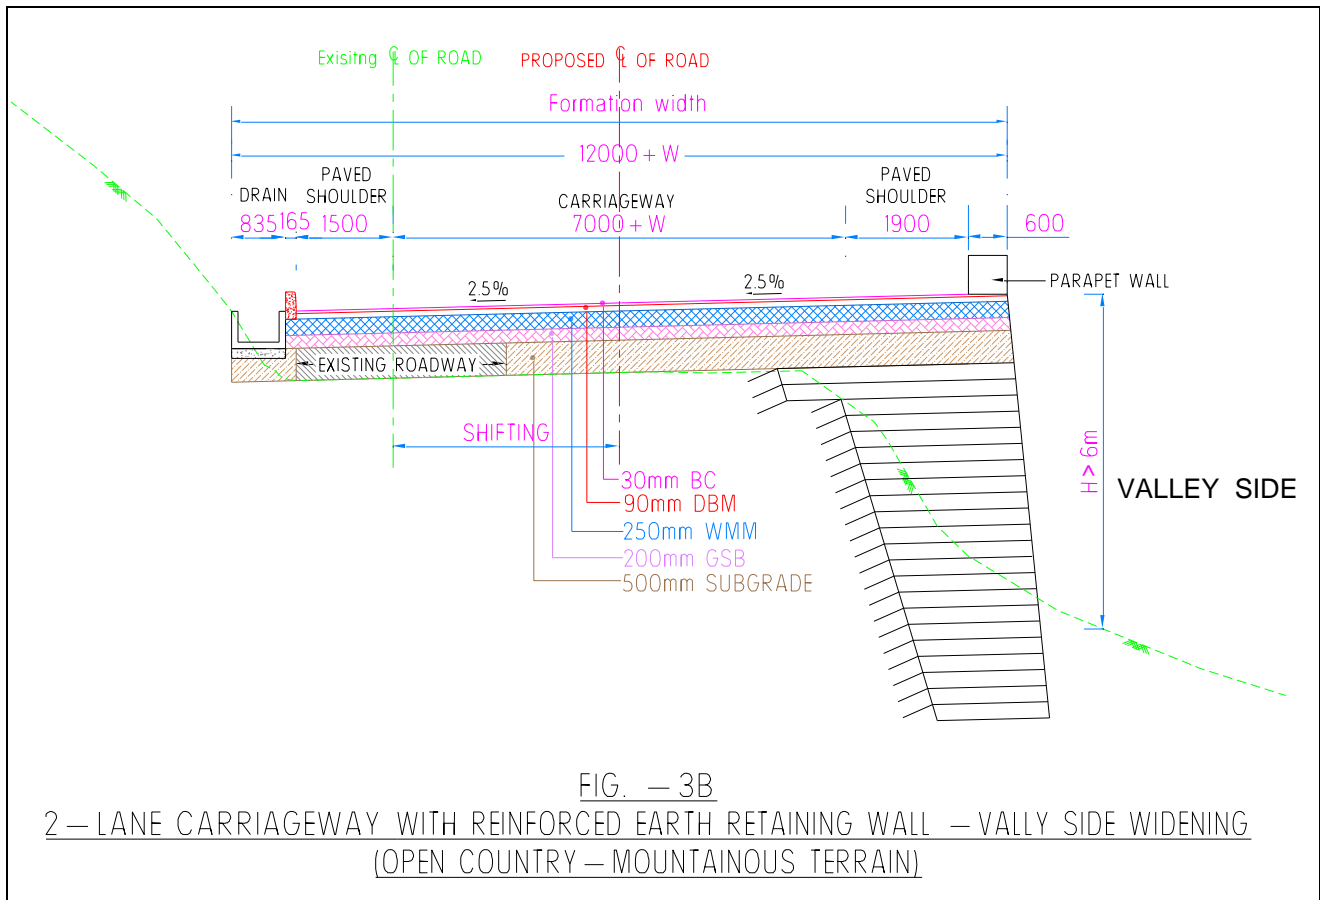 Exisitng ℄ OF ROAD
PROPOSED ℄ OF ROAD
Formation width
12000+W
DRAIN
PAVED
SHOULDER
CARRIAGEWAY
PAVED
SHOULDER
835 165 1500 7000+W 1900 600
2.5% 2.5%
PARAPET WALL
EXISTING ROADWAY
SHIFTING
30mm BC
90mm DBM
250mm WMM
200mm GSB
500mm SUBGRADE
H>6m
VALLEY SIDE
FIG. -3B
2-LANE CARRIAGEWAY WITH REINFORCED EARTH RETAINING WALL -VALLY SIDE WIDENING
(OPEN COUNTRY-MOUNTAINOUS TERRAIN)